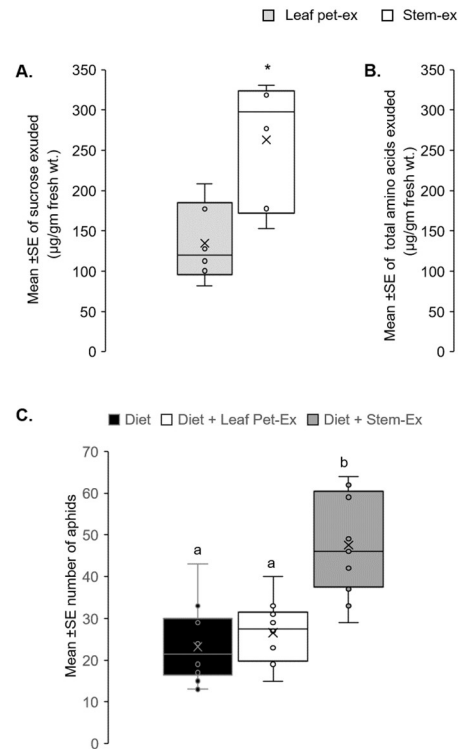 Leaf pet-ex Stem-ex
A.
Mean ±SE of sucrose exuded
(µg/gm fresh wt.)
350
300
250
200
150
100
50
0
*
B.
Mean ±SE of total amino acids exuded
(µg/gm fresh wt.)
350
300
250
200
150
100
50
0
C.
Diet Diet + Leaf Pet-Ex Diet + Stem-Ex
Mean ±SE number of aphids
70
60
50
40
30
20
10
0
a
a
b